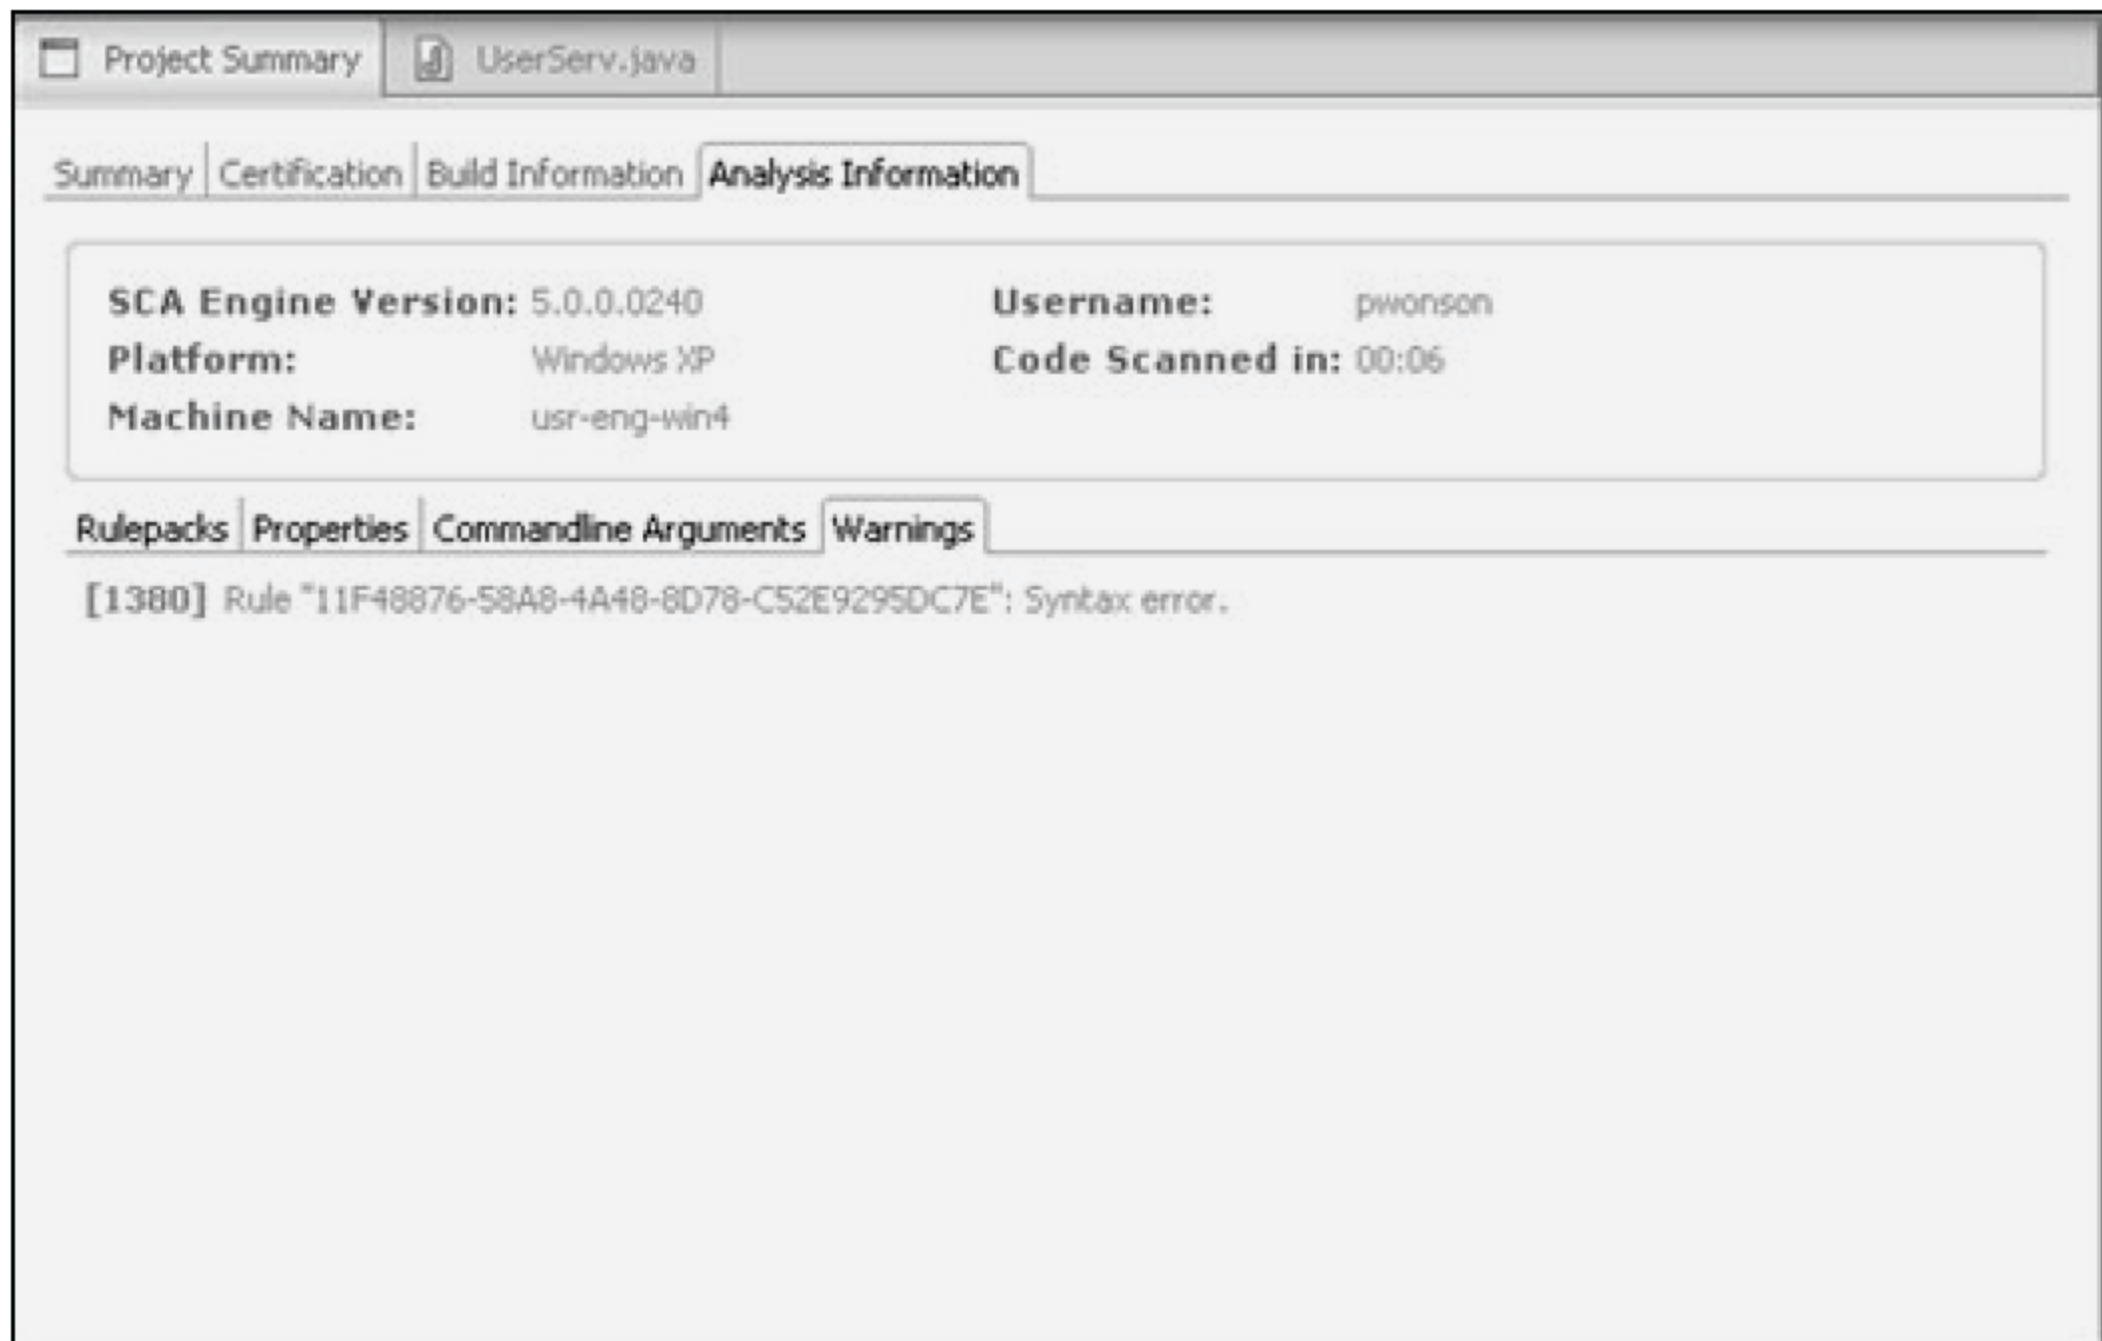 Project Summary UserServ.java
Summary Certification Build Information Analysis Information
SCA Engine Version: 5.0.0.0240 Username: pwonson
Platform: Windows XP Code Scanned in: 00:06
Machine Name: usr-eng-win4
Rulepacks Properties Commandline Arguments Warnings
[1380] Rule "11F48876-58A8-4A48-8D78-C52E9295DC7E": Syntax error.